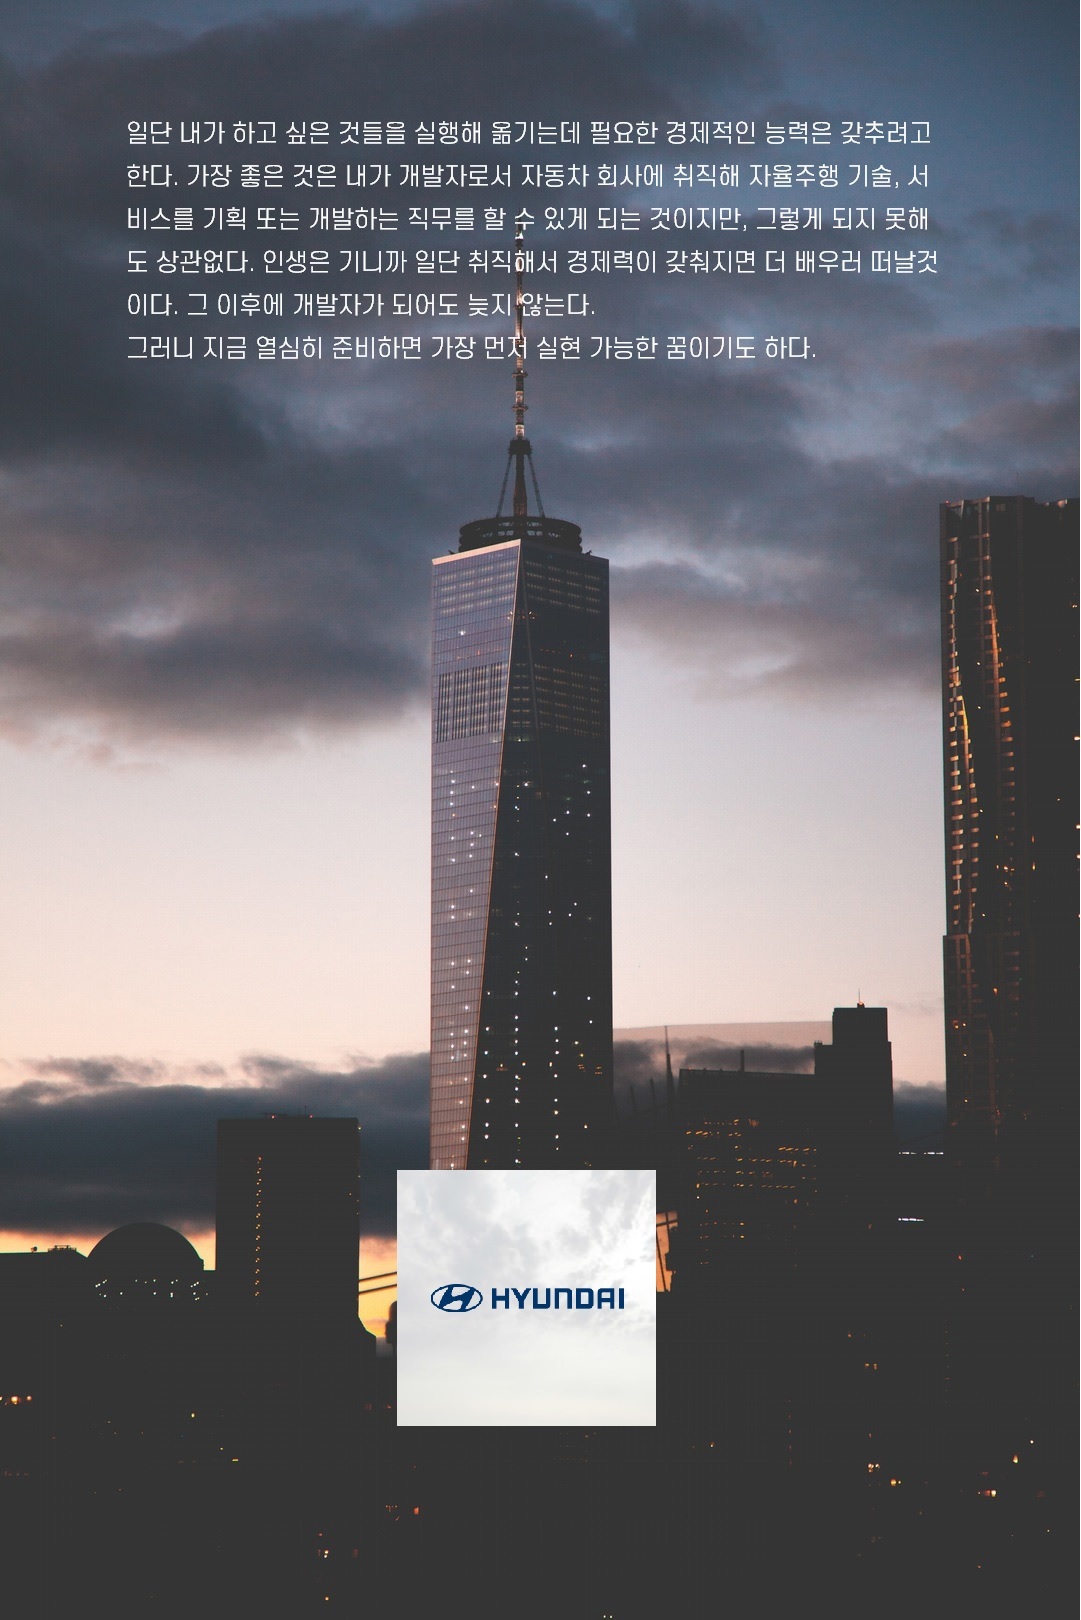 일단 내가 하고 싶은 것들을 실행해 옮기는데 필요한 경제적인 능력은 갖추려고
한다. 가장 좋은 것은 내가 개발자로서 자동차 회사에 취직해 자율주행 기술, 서
비스를 기획 또는 개발하는 직무를 할 수 있게 되는 것이지만, 그렇게 되지 못해
도 상관없다. 인생은 기니까 일단 취직해서 경제력이 갖춰지면 더 배우러 떠날것
이다. 그 이후에 개발자가 되어도 늦지 않는다.
그러니 지금 열심히 준비하면 가장 먼저 실현 가능한 꿈이기도 하다.
HYUNDAI